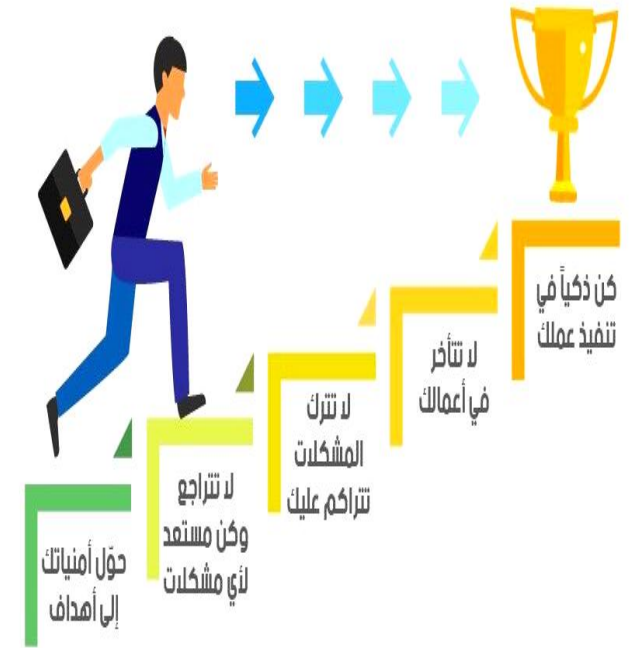 حوّل أمنياتك
إلى أهداف
لا تتراجع
وكن مستعد
لأي مشكلات
لا تترك
المشكلات
تتراكم عليك
لا تتأخر
في أعمالك
كن ذكياً في
تنفيذ عملك